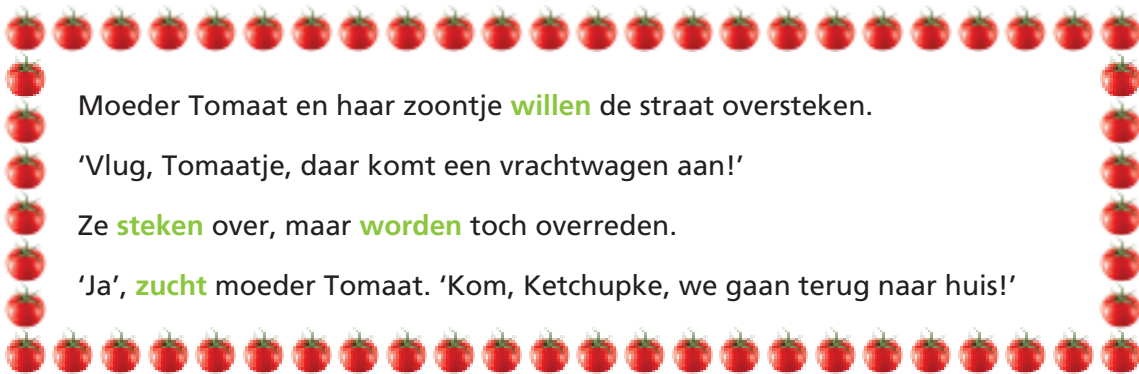 Moeder Tomaat en haar zoontje willen de straat oversteken.
‘Vlug, Tomaatje, daar komt een vrachtwagen aan!’
Ze steken over, maar worden toch overreden.
‘Ja’, zucht moeder Tomaat. ‘Kom, Ketchupke, we gaan terug naar huis!’